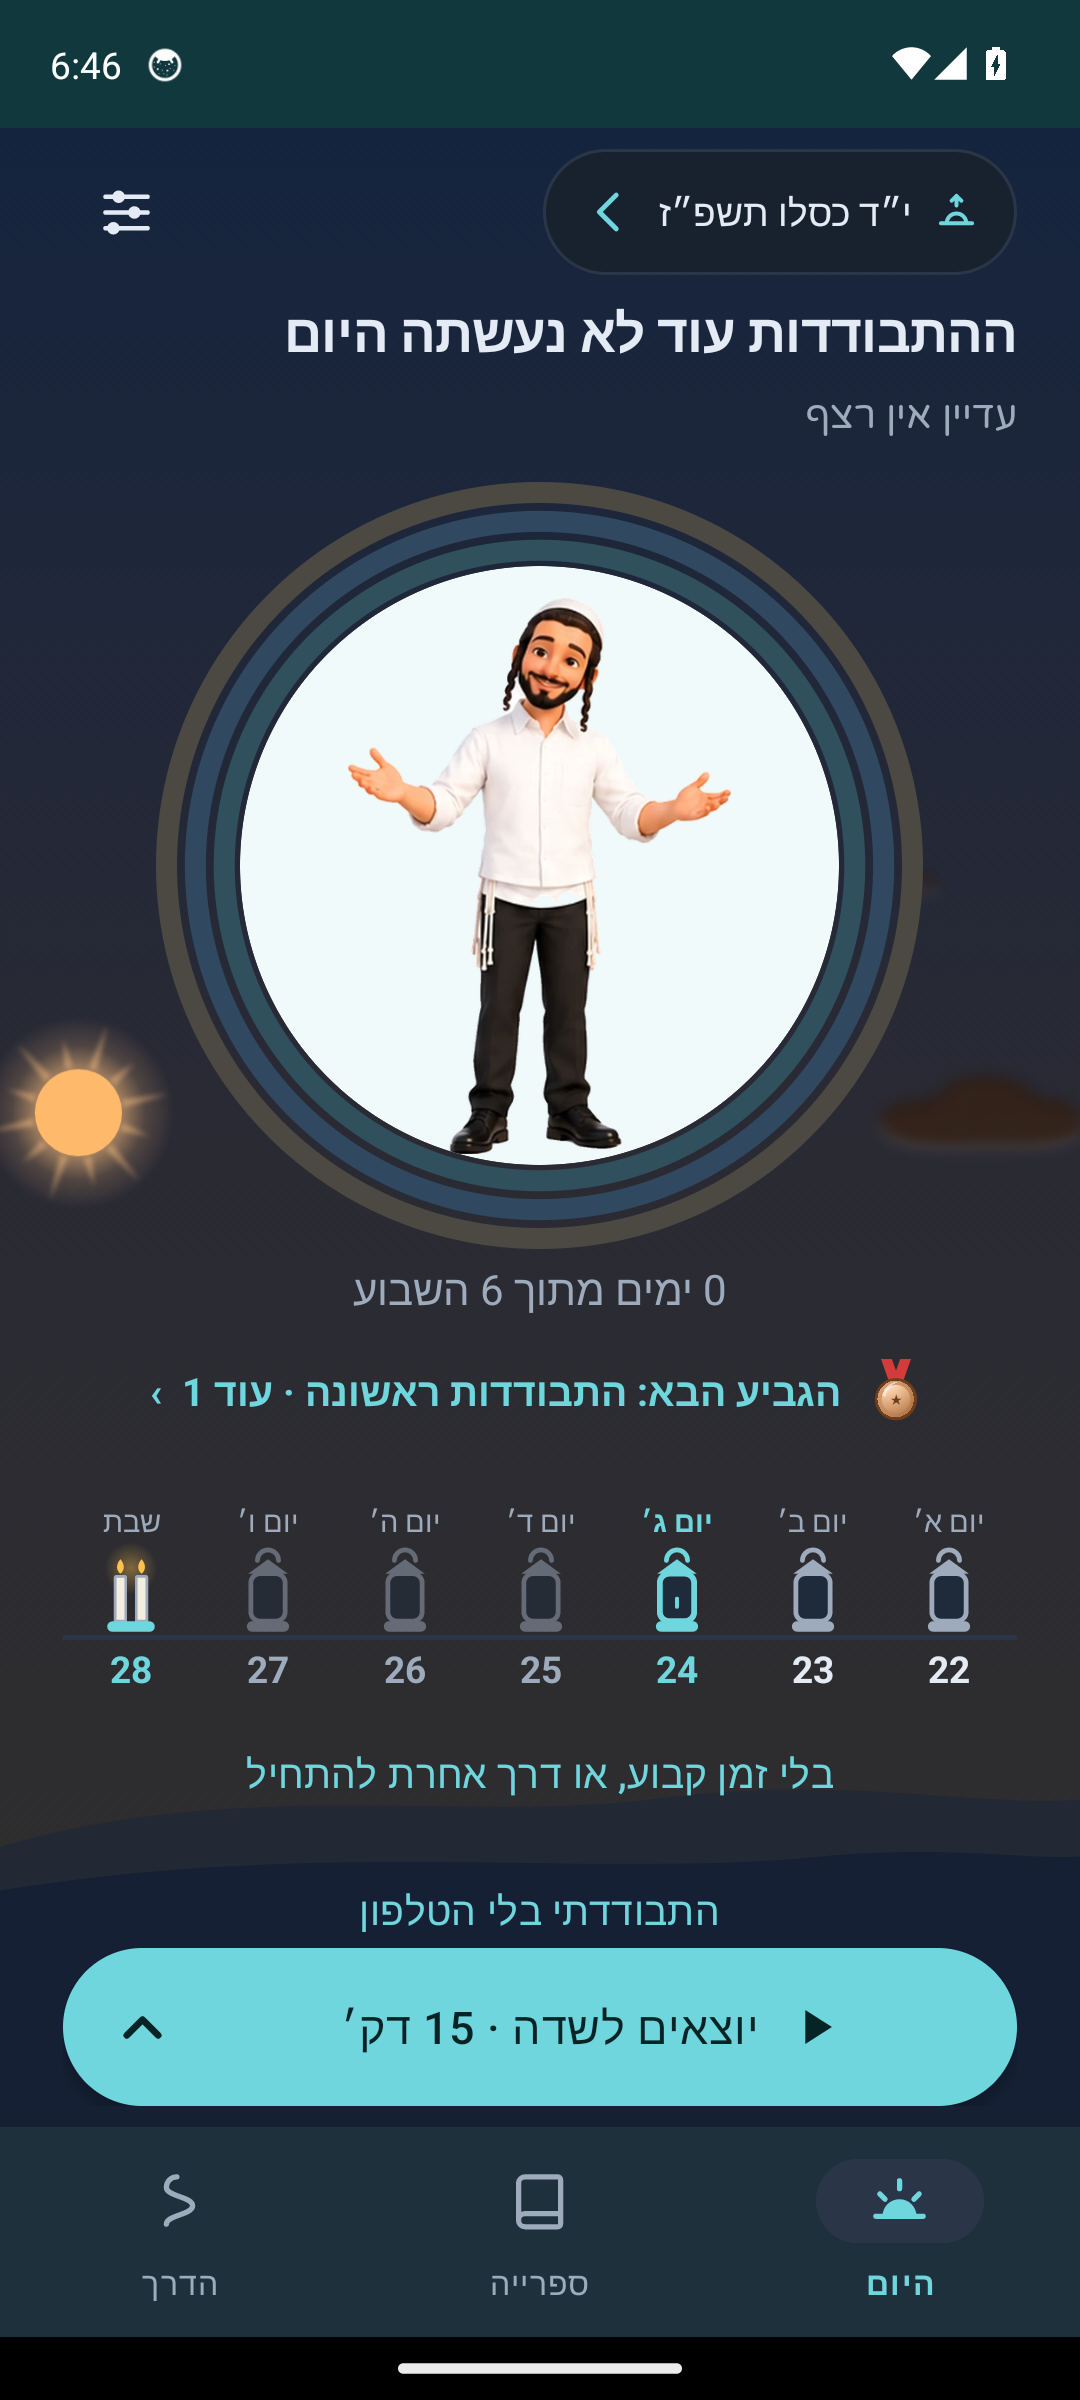 6:46
י״ד כסלו תשפ״ז
ההתבודדות עוד לא נעשתה היום
עדיין אין רצף
0 ימים מתוך 6 השבוע
הגביע הבא: התבודדות ראשונה · עוד 1 ›
יום א׳ יום ב׳ יום ג׳ יום ד׳ יום ה׳ יום ו׳ שבת
22 23 24 25 26 27 28
בלי זמן קבוע, או דרך אחרת להתחיל
התבודדתי בלי הטלפון
יוצאים לשדה · 15 דק׳
היום ספרייה הדרך